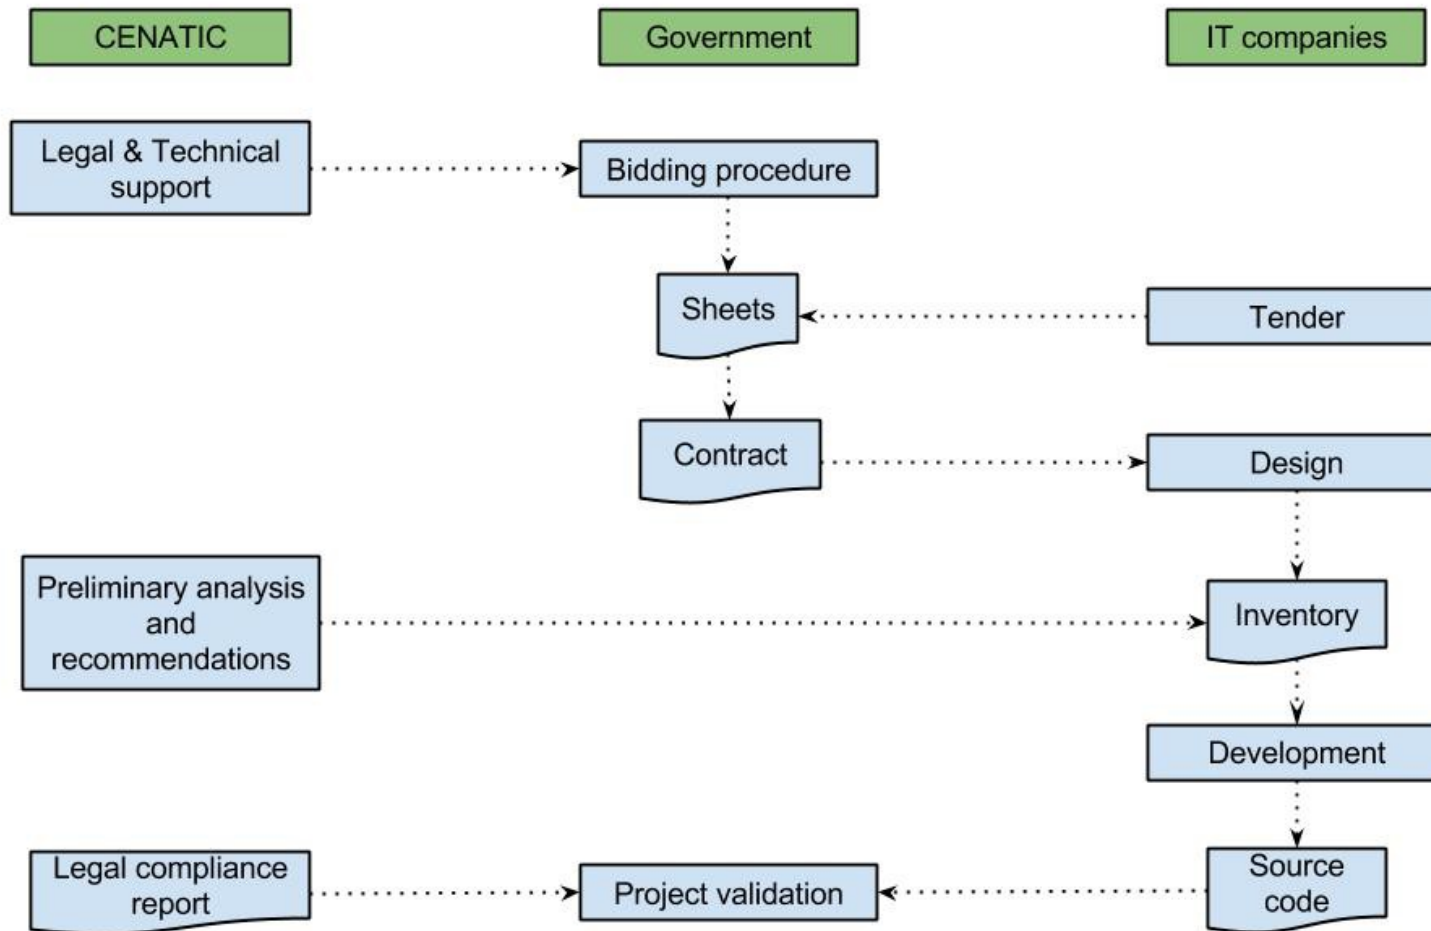 CENATIC
Government
IT companies
Legal & Technical
support
Bidding procedure
Sheets
Tender
Contract
Design
Preliminary analysis
and
recommendations
Inventory
Development
Legal compliance
report
Project validation
Source
code